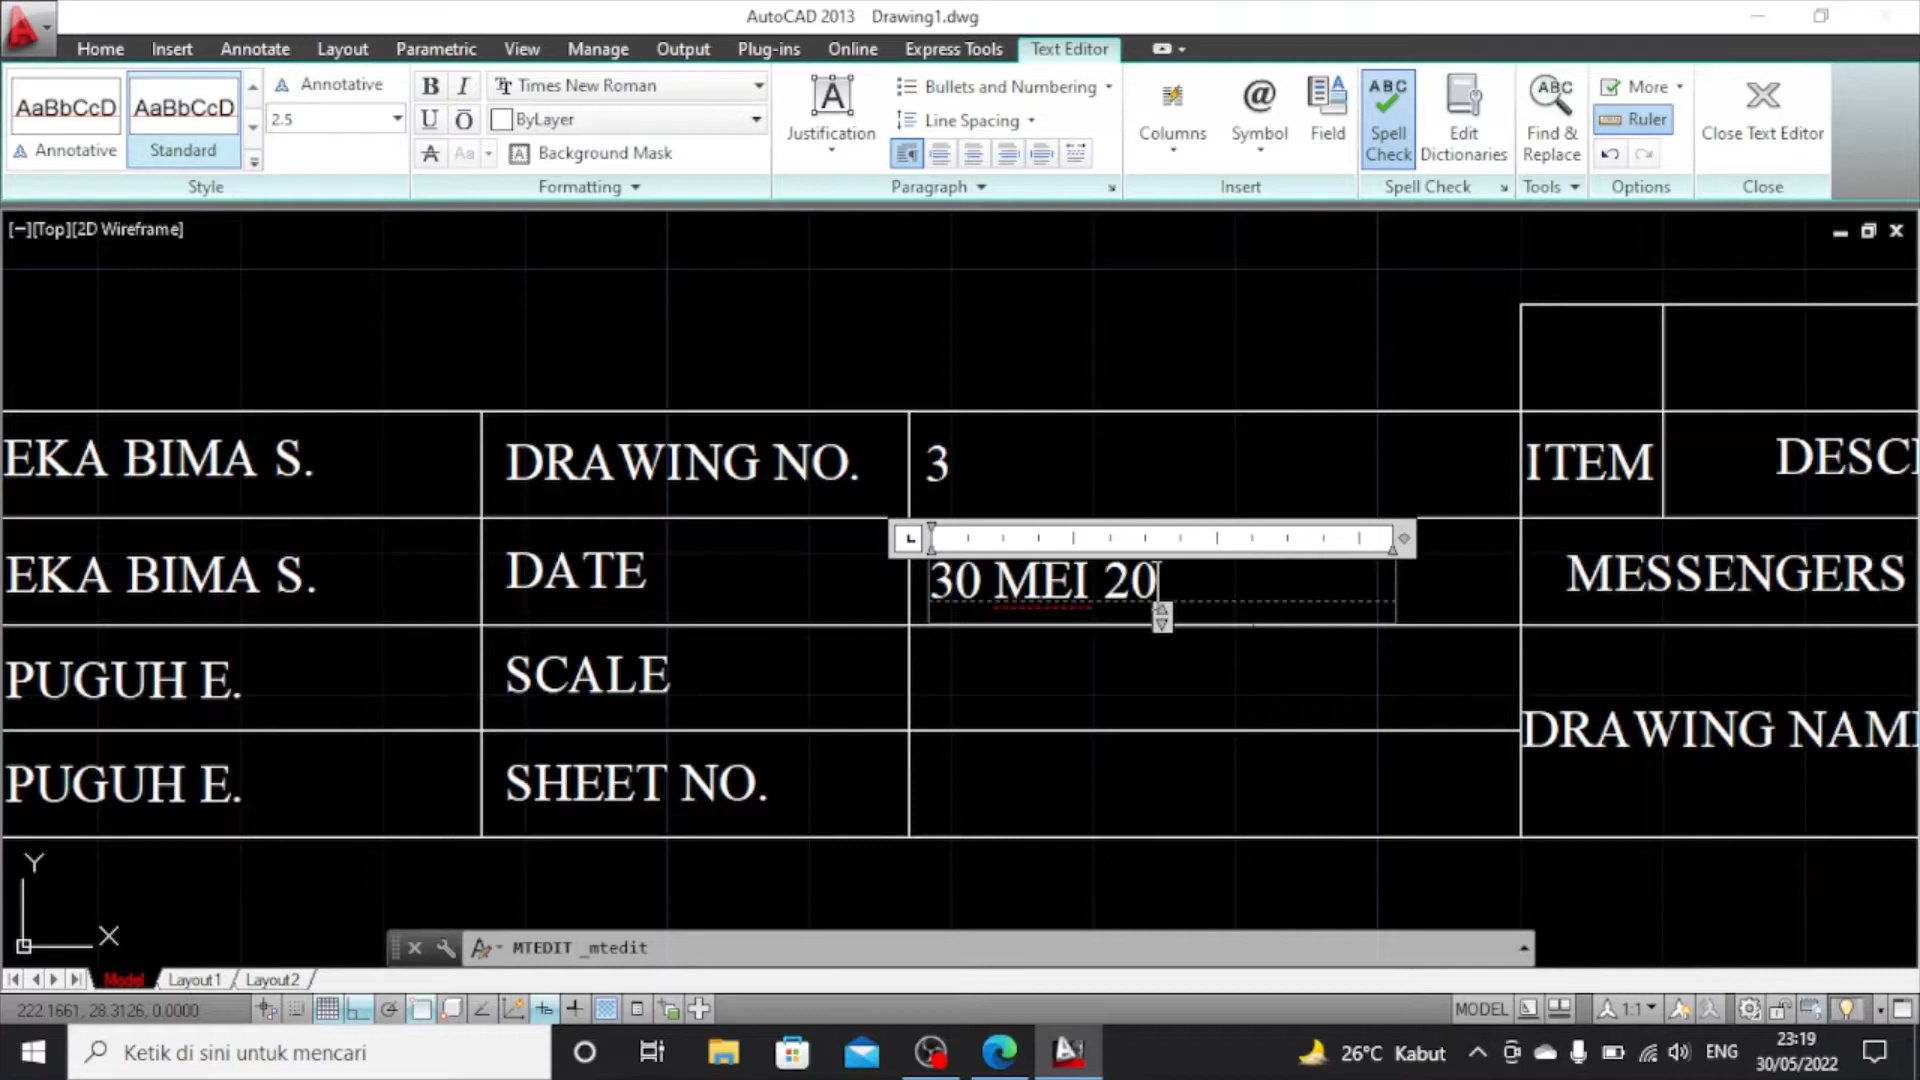 AutoCAD 2013 Drawing1.dwg
Home Insert Annotate Layout Parametric View Manage Output Plug-ins Online Express Tools Text Editor
AaBbCcD AaBbCcD
Annotative Standard
Style
Annotative
2.5
B I Times New Roman
U O ByLayer
A Aa Background Mask
Formatting
A
Justification
Bullets and Numbering
Line Spacing
Paragraph
Columns
@
Symbol
Field
Insert
ABC
Spell
Check
Edit
Dictionaries
Spell Check
ABC
Find &
Replace
Tools
More
Ruler
Options
Close Text Editor
Close
[−][Top][2D Wireframe]
EKA BIMA S. DRAWING NO. 3 ITEM DESCI
EKA BIMA S. DATE 30 MEI 20 MESSENGERS
PUGUH E. SCALE
DRAWING NAM
PUGUH E. SHEET NO.
Y
X
MTEDIT _mtedit
Model Layout1 Layout2
222.1661, 28.3126, 0.0000 MODEL 1:1
Ketik di sini untuk mencari
26°C Kabut
ENG
23:19
30/05/2022